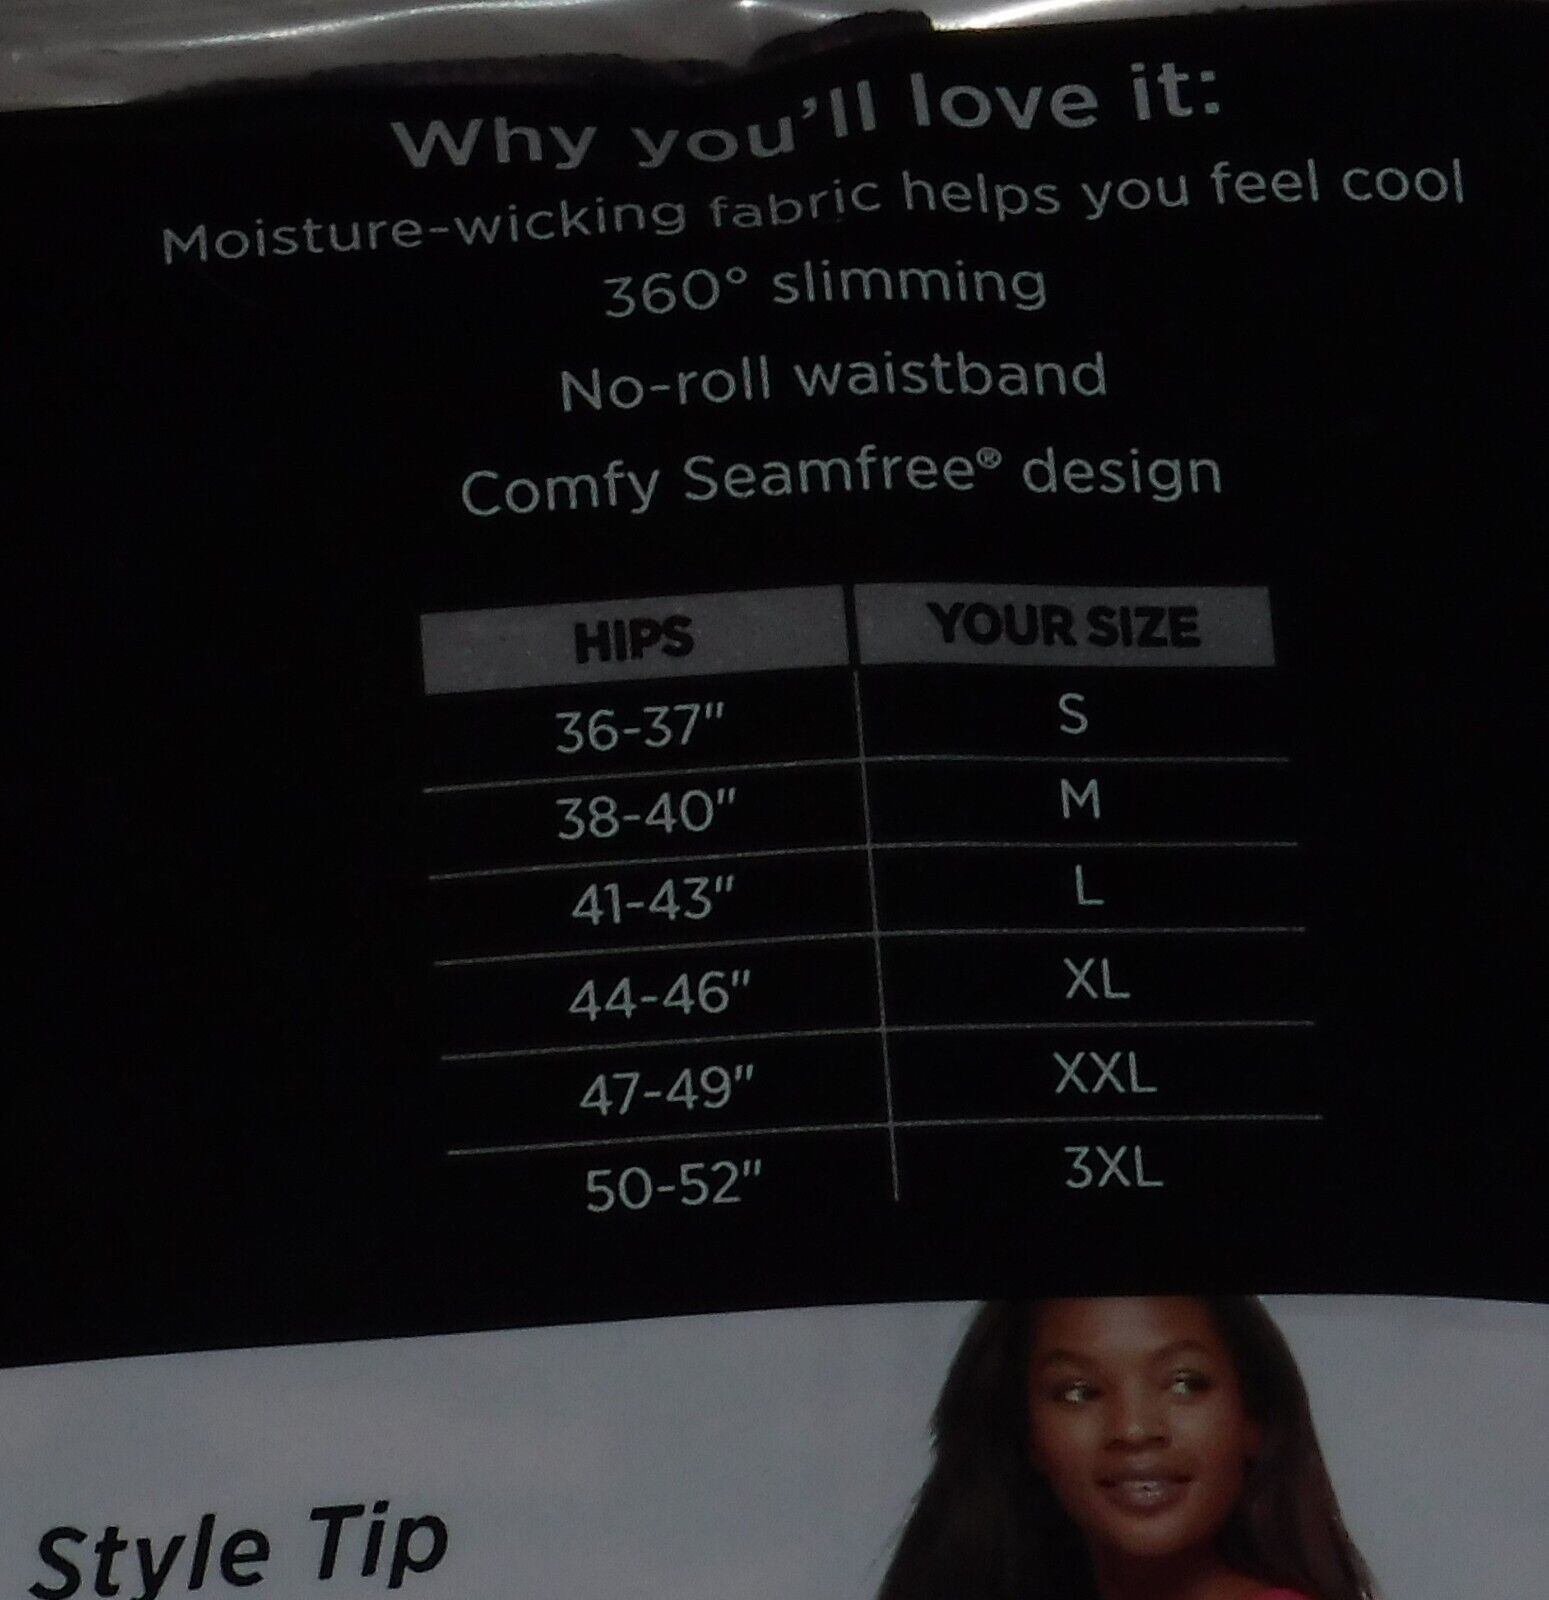 Why you'll love it:
Moisture-wicking fabric helps you feel cool
360° slimming
No-roll waistband
Comfy Seamfree® design
HIPS YOUR SIZE
36-37" S
38-40" M
41-43" L
44-46" XL
47-49" XXL
50-52" 3XL
Style Tip